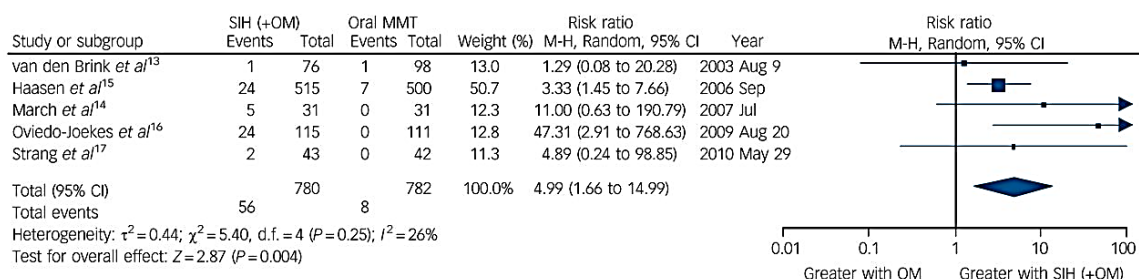 SIH (+OM) Oral MMT Risk ratio Risk ratio
Study or subgroup Events Total Events Total Weight (%) M-H, Random, 95% CI Year M-H, Random, 95% CI
van den Brink et al13 1 76 1 98 13.0 1.29 (0.08 to 20.28) 2003 Aug 9
Haasen et al15 24 515 7 500 50.7 3.33 (1.45 to 7.66) 2006 Sep
March et al14 5 31 0 31 12.3 11.00 (0.63 to 190.79) 2007 Jul
Oviedo-Joekes et al16 24 115 0 111 12.8 47.31 (2.91 to 768.63) 2009 Aug 20
Strang et al17 2 43 0 42 11.3 4.89 (0.24 to 98.85) 2010 May 29
Total (95% CI) 780 782 100.0% 4.99 (1.66 to 14.99)
Total events 56 8
Heterogeneity: τ² = 0.44; χ² = 5.40, d.f. = 4 (P = 0.25); I² = 26%
Test for overall effect: Z = 2.87 (P = 0.004)
0.01 0.1 1 10 100
Greater with OM Greater with SIH (+OM)